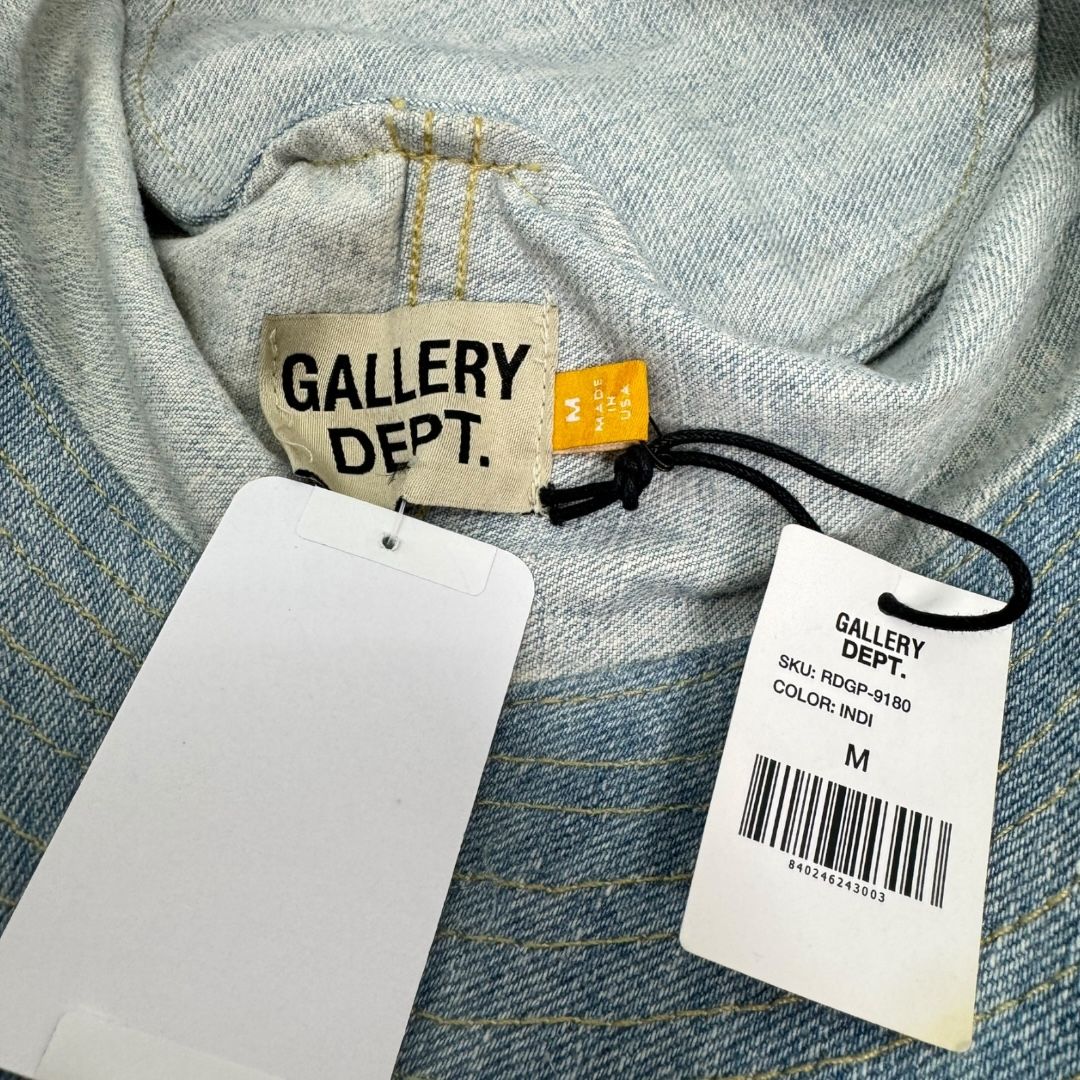 GALLERY
DEPT.
M
MADE
IN
USA
GALLERY
DEPT.
SKU: RDGP-9180
COLOR: INDI
M
840246243003